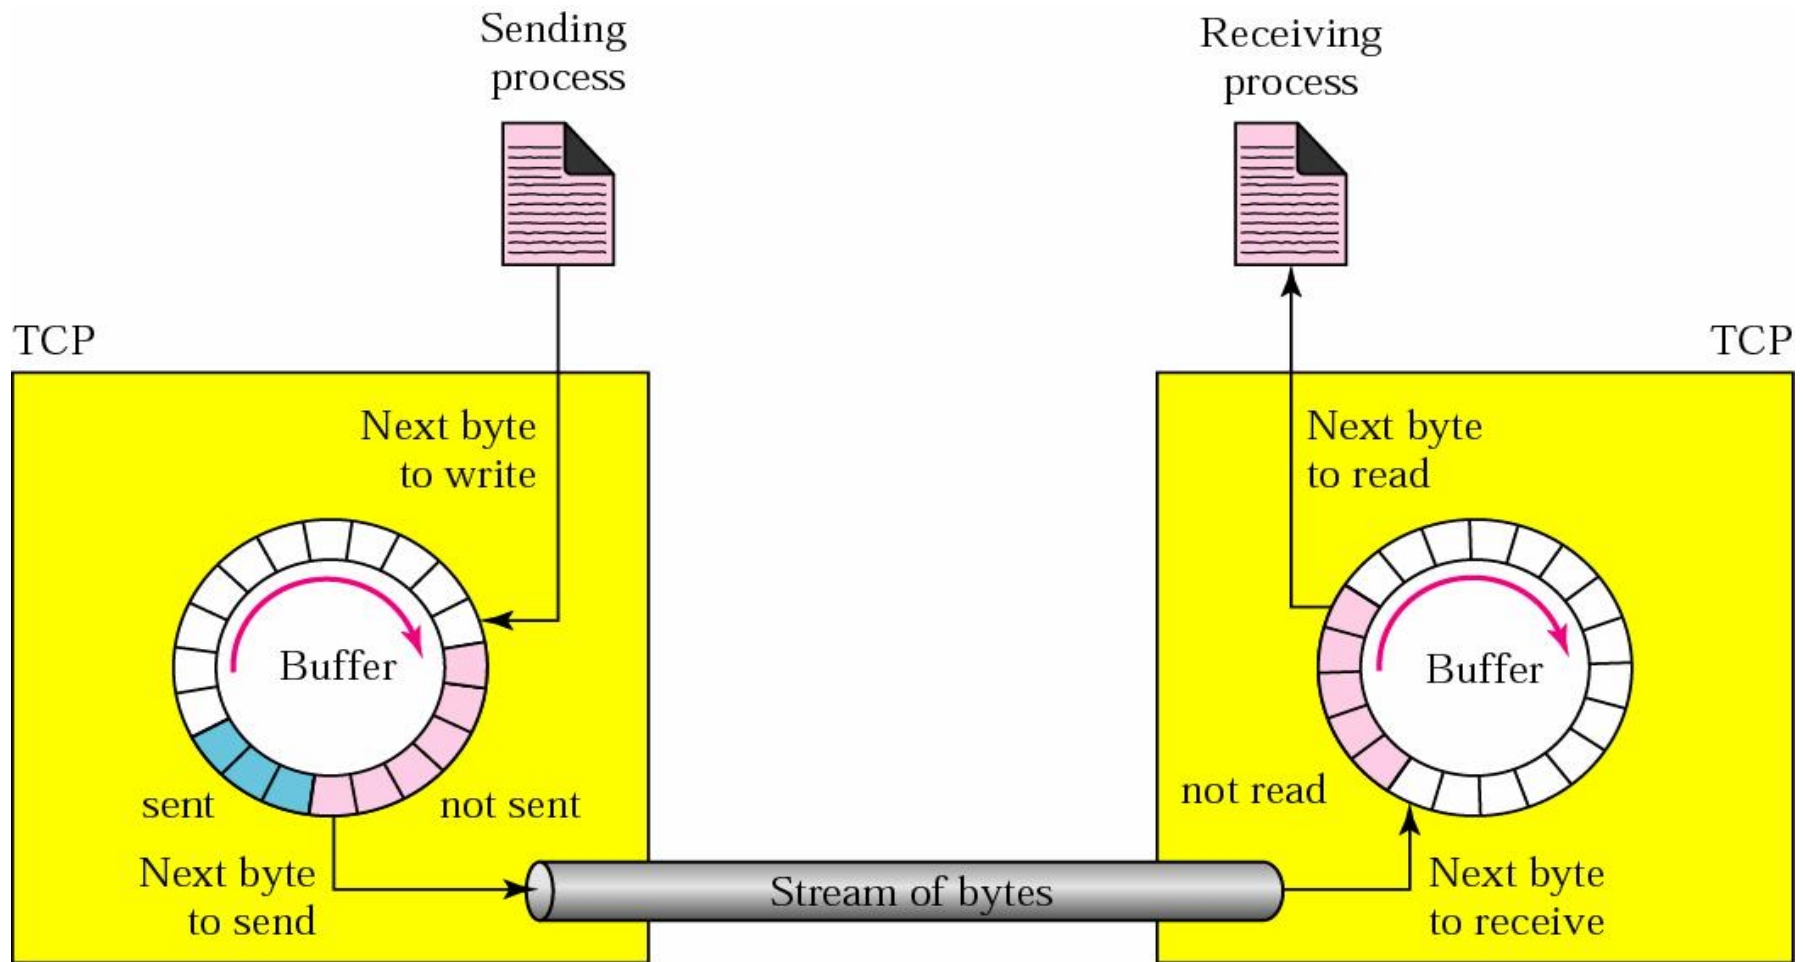 Sending
process
Receiving
process
TCP
TCP
Next byte
to write
Next byte
to read
Buffer
Buffer
sent
not sent
not read
Next byte
to send
Stream of bytes
Next byte
to receive